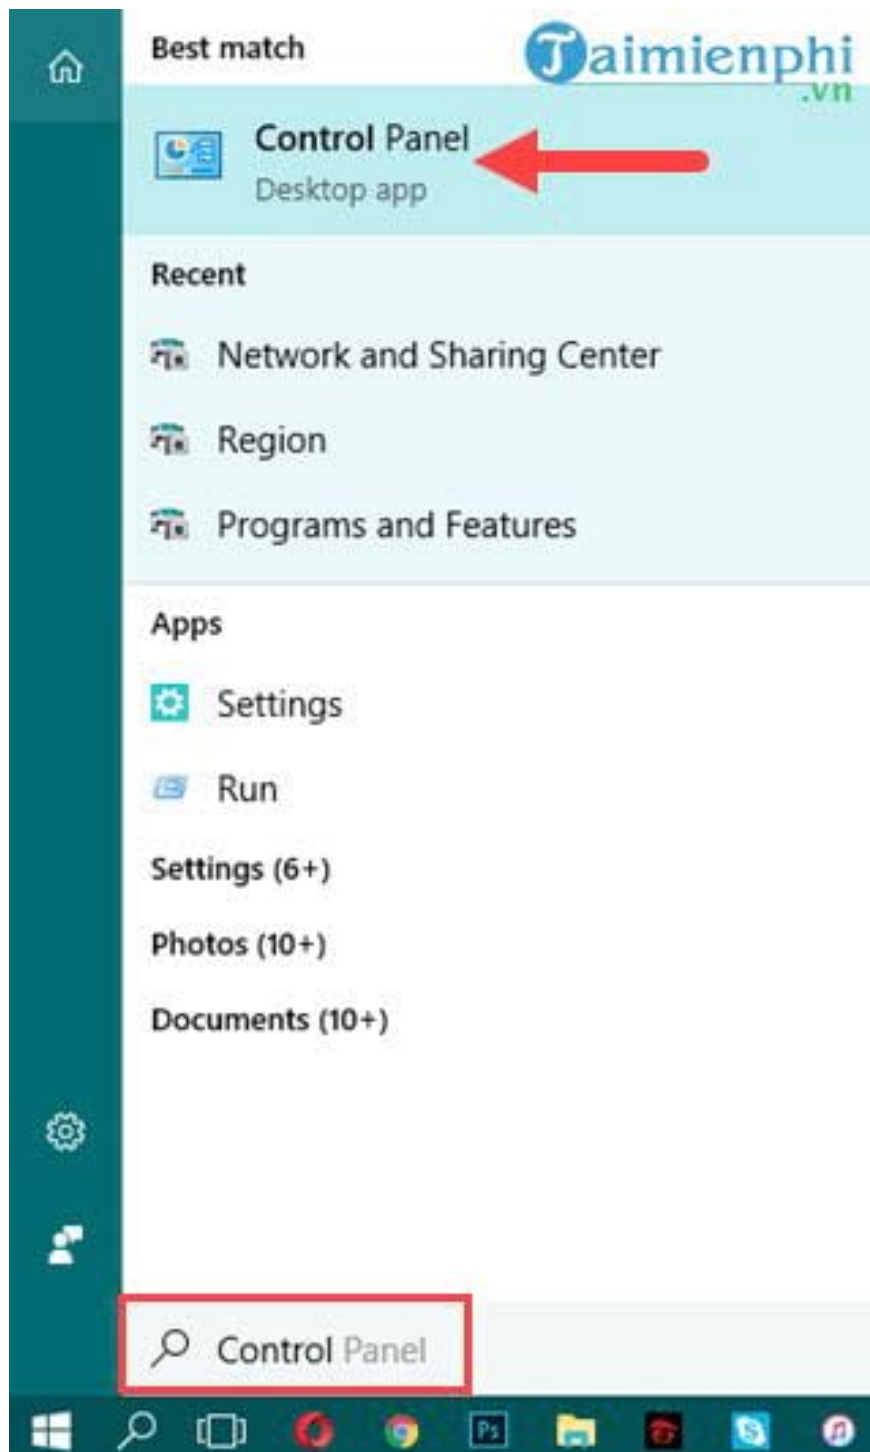 Best match
Taimienphi
.vn
Control Panel
Desktop app
Recent
Network and Sharing Center
Region
Programs and Features
Apps
Settings
Run
Settings (6+)
Photos (10+)
Documents (10+)
Control Panel
Ps